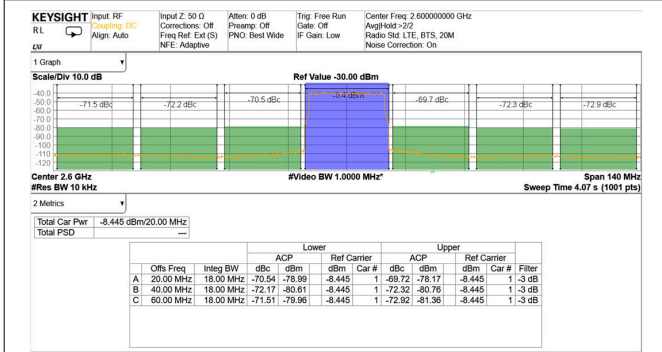 KEYSIGHT Input: RF Input Z: 50 Ω Atten: 0 dB Trig: Free Run Center Freq: 2.600000000 GHz
RL Coupling: DC Corrections: Off Preamp: Off Gate: Off Avg|Hold:>2/2
Align: Auto Freq Ref: Ext (S) PNO: Best Wide IF Gain: Low Radio Std: LTE, BTS, 20M
LXI NFE: Adaptive Noise Correction: On
1 Graph
Scale/Div 10.0 dB Ref Value -30.00 dBm
-40.0
-50.0
-60.0
-70.0
-80.0
-90.0
-100
-110
-120
-71.5 dBc -72.2 dBc -70.5 dBc -8.4 dBm -69.7 dBc -72.3 dBc -72.9 dBc
Center 2.6 GHz #Video BW 1.0000 MHz* Span 140 MHz
#Res BW 10 kHz Sweep Time 4.07 s (1001 pts)
2 Metrics
Total Car Pwr -8.445 dBm/20.00 MHz
Total PSD ---
Lower Upper
ACP Ref Carrier ACP Ref Carrier
Offs Freq Integ BW dBc dBm dBm Car # dBc dBm dBm Car # Filter
A 20.00 MHz 18.00 MHz -70.54 -78.99 -8.445 1 -69.72 -78.17 -8.445 1 -3 dB
B 40.00 MHz 18.00 MHz -72.17 -80.61 -8.445 1 -72.32 -80.76 -8.445 1 -3 dB
C 60.00 MHz 18.00 MHz -71.51 -79.96 -8.445 1 -72.92 -81.36 -8.445 1 -3 dB